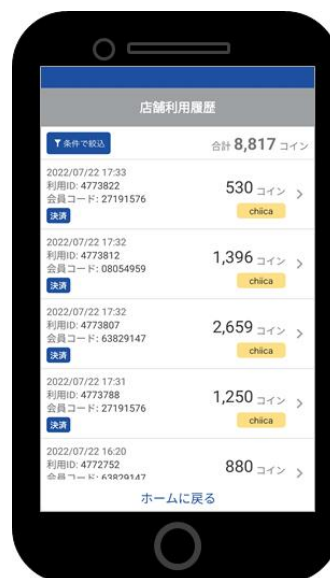 店舗利用履歴
条件で絞込
合計 8,817 コイン
2022/07/22 17:33
利用ID: 4773822
会員コード: 27191576
決済
530 コイン
chiica
2022/07/22 17:32
利用ID: 4773812
会員コード: 08054959
決済
1,396 コイン
chiica
2022/07/22 17:32
利用ID: 4773807
会員コード: 63829147
決済
2,659 コイン
chiica
2022/07/22 17:31
利用ID: 4773788
会員コード: 27191576
決済
1,250 コイン
chiica
2022/07/22 16:20
利用ID: 4772752
会員コード: 63829147
880 コイン
ホームに戻る